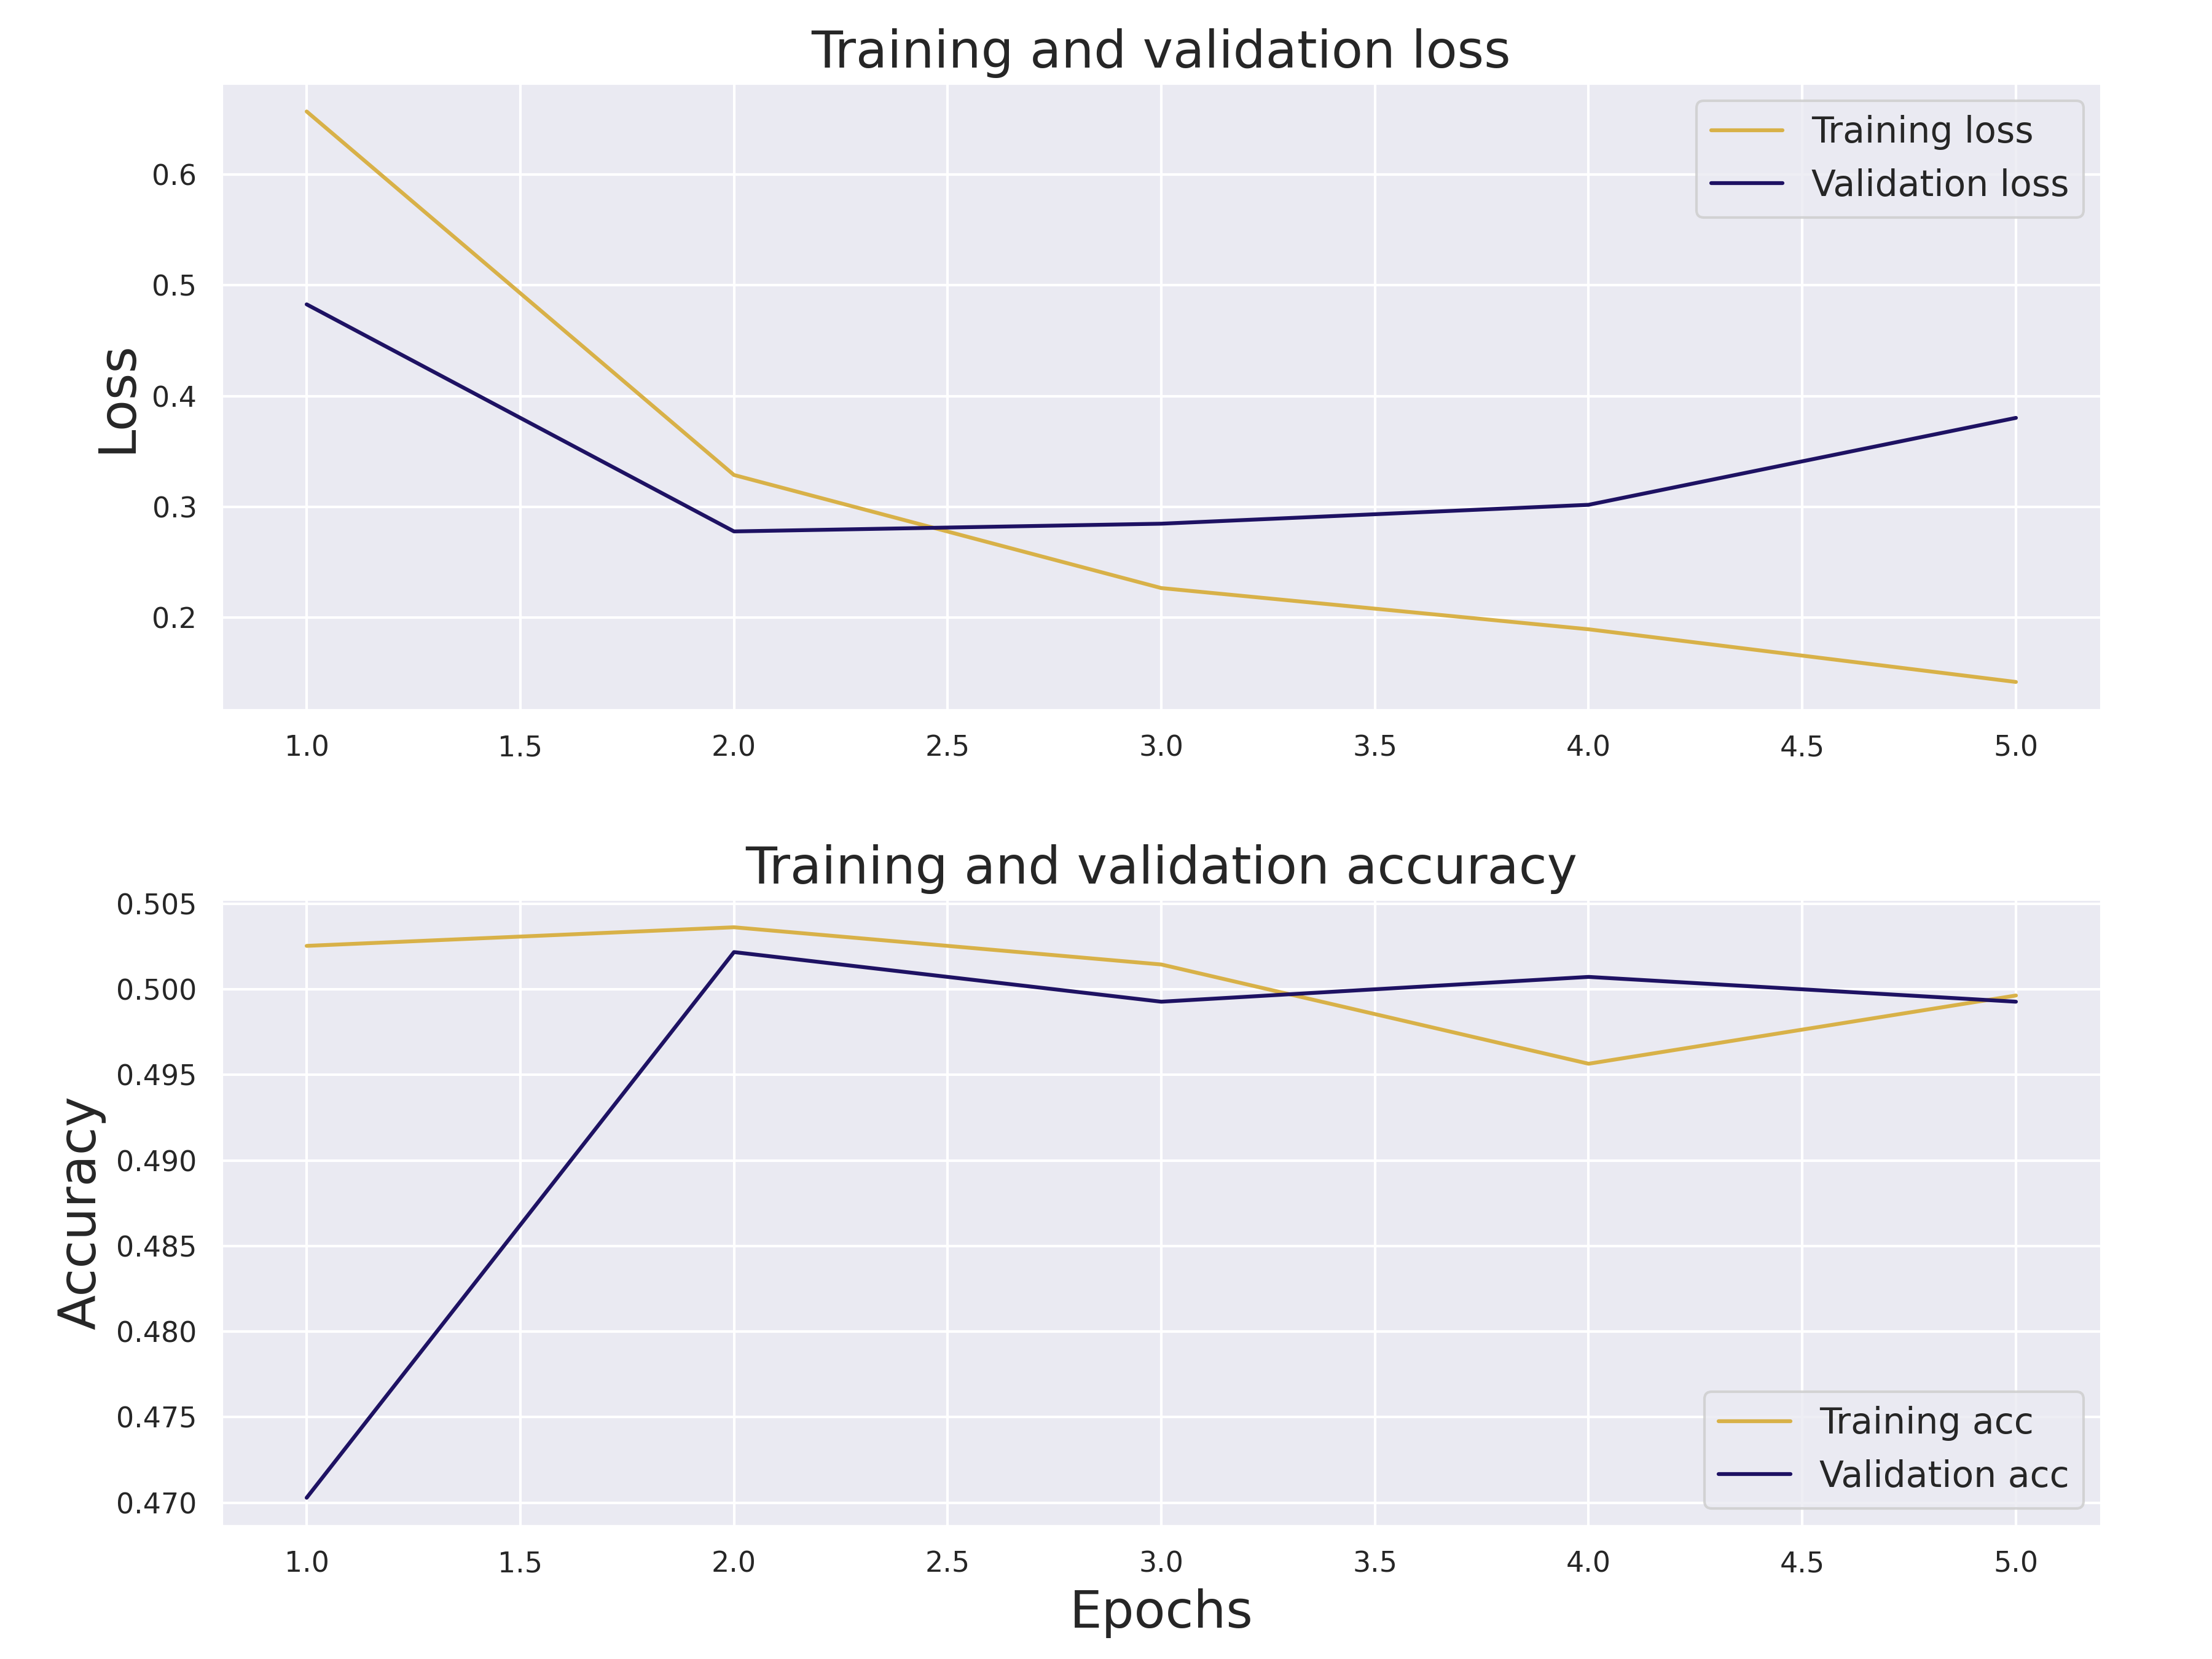 Training and validation loss
Training loss
Validation loss
Loss
0.6
0.5
0.4
0.3
0.2
1.0 1.5 2.0 2.5 3.0 3.5 4.0 4.5 5.0
Training and validation accuracy
Accuracy
0.505
0.500
0.495
0.490
0.485
0.480
0.475
0.470
Training acc
Validation acc
1.0 1.5 2.0 2.5 3.0 3.5 4.0 4.5 5.0
Epochs